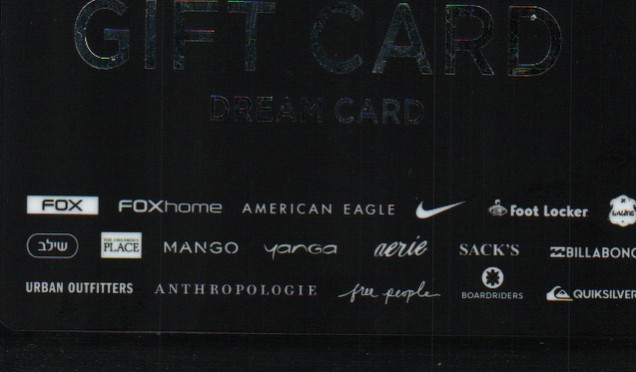 GIFT CARD
DREAM CARD
FOX FOXhome AMERICAN EAGLE Foot Locker
שילב THE CHILDREN'S PLACE MANGO yanga aerie SACK'S BILLABONG
URBAN OUTFITTERS ANTHROPOLOGIE free people BOARDRIDERS QUIKSILVER